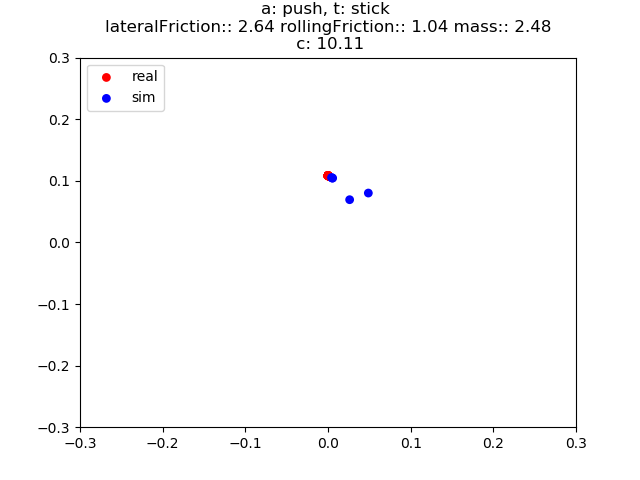 a: push, t: stick
lateralFriction:: 2.64 rollingFriction:: 1.04 mass:: 2.48
c: 10.11
real
sim
0.3
0.2
0.1
0.0
−0.1
−0.2
−0.3
−0.3 −0.2 −0.1 0.0 0.1 0.2 0.3